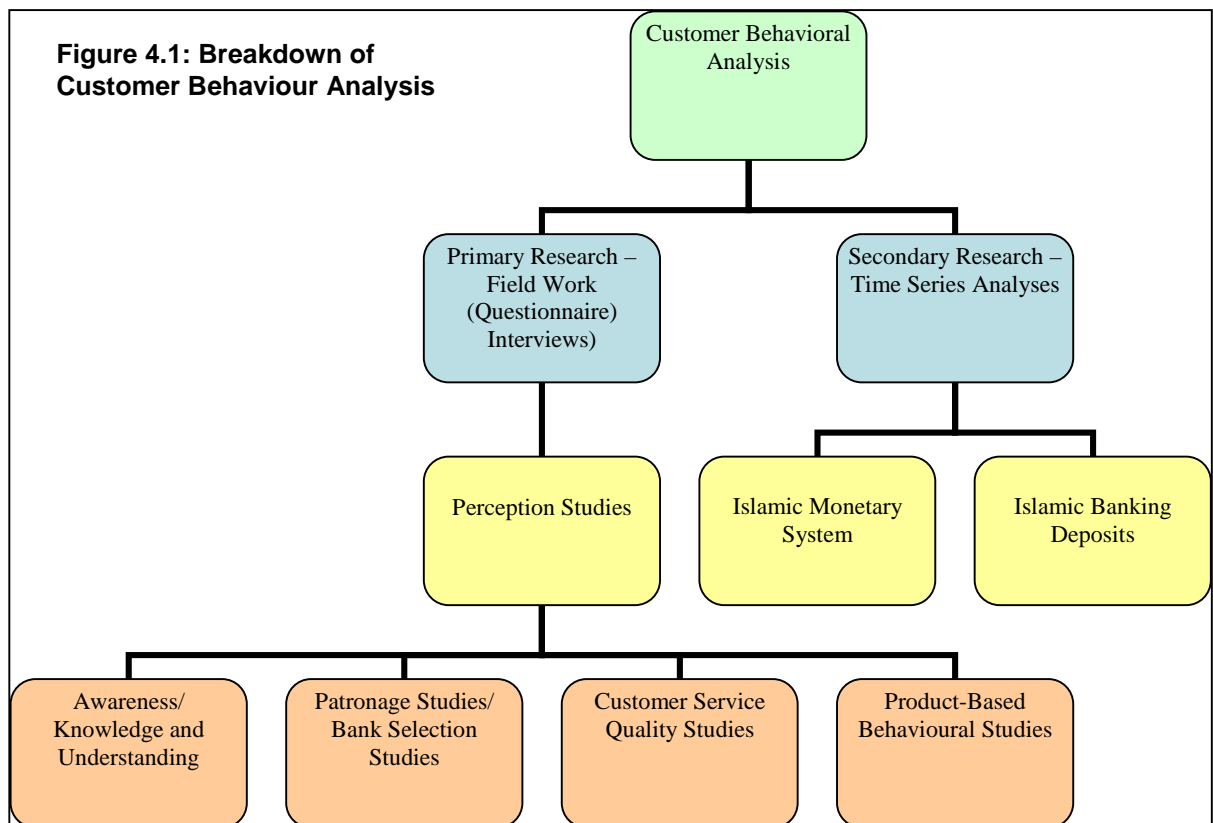 Figure 4.1: Breakdown of
Customer Behaviour Analysis
Customer Behavioral
Analysis
Primary Research –
Field Work
(Questionnaire)
Interviews)
Secondary Research –
Time Series Analyses
Perception Studies
Islamic Monetary
System
Islamic Banking
Deposits
Awareness/
Knowledge and
Understanding
Patronage Studies/
Bank Selection
Studies
Customer Service
Quality Studies
Product-Based
Behavioural Studies